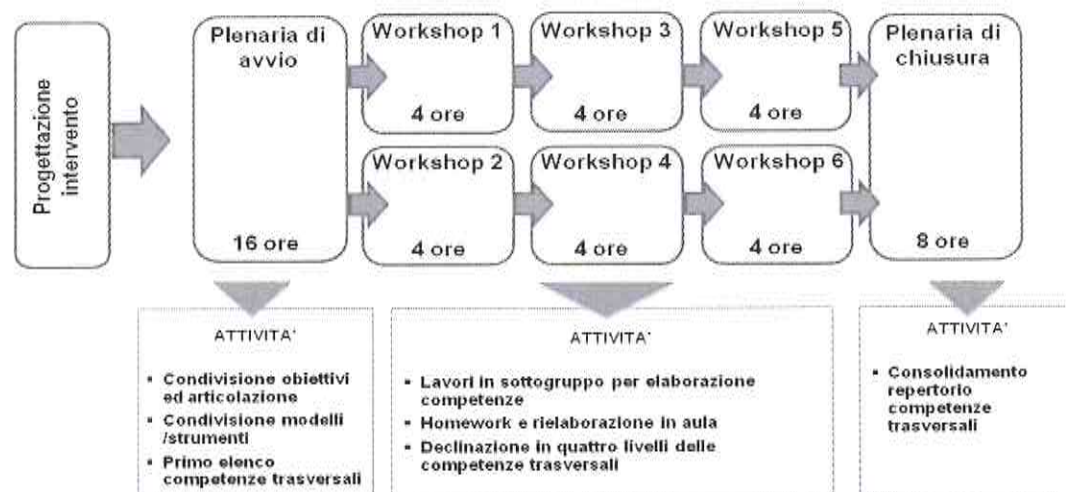 Progettazione
intervento
Plenaria di
avvio
16 ore
Workshop 1
4 ore
Workshop 3
4 ore
Workshop 5
4 ore
Workshop 2
4 ore
Workshop 4
4 ore
Workshop 6
4 ore
Plenaria di
chiusura
8 ore
ATTIVITA'
▪ Condivisione obiettivi
ed articolazione
▪ Condivisione modelli
/strumenti
▪ Primo elenco
competenze trasversali
ATTIVITA'
▪ Lavori in sottogruppo per elaborazione
competenze
▪ Homework e rielaborazione in aula
▪ Declinazione in quattro livelli delle
competenze trasversali
ATTIVITA'
▪ Consolidamento
repertorio
competenze
trasversali